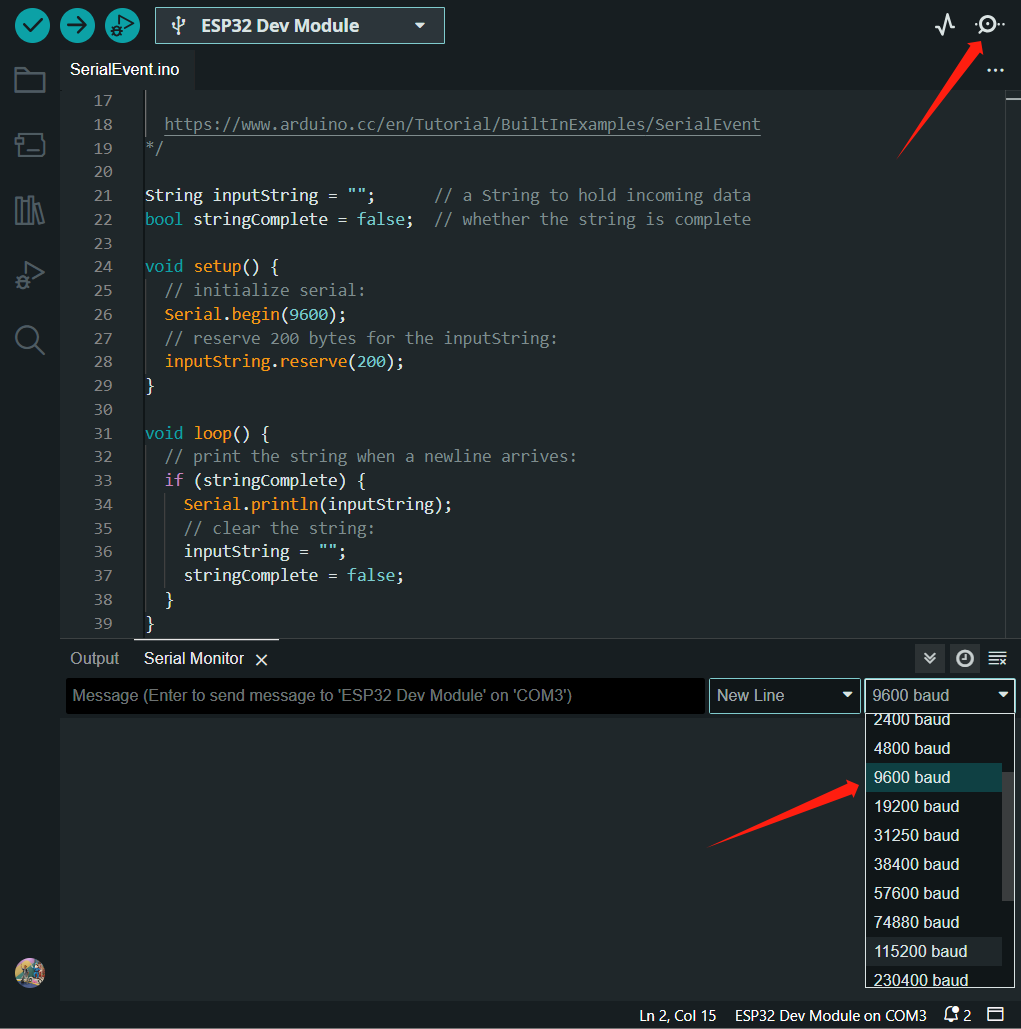 ESP32 Dev Module
SerialEvent.ino
17
18 https://www.arduino.cc/en/Tutorial/BuiltInExamples/SerialEvent
19 */
20
21 String inputString = "";      // a String to hold incoming data
22 bool stringComplete = false;  // whether the string is complete
23
24 void setup() {
25   // initialize serial:
26   Serial.begin(9600);
27   // reserve 200 bytes for the inputString:
28   inputString.reserve(200);
29 }
30
31 void loop() {
32   // print the string when a newline arrives:
33   if (stringComplete) {
34     Serial.println(inputString);
35     // clear the string:
36     inputString = "";
37     stringComplete = false;
38   }
39 }
Output Serial Monitor
Message (Enter to send message to 'ESP32 Dev Module' on 'COM3') New Line 9600 baud
2400 baud
4800 baud
9600 baud
19200 baud
31250 baud
38400 baud
57600 baud
74880 baud
115200 baud
230400 baud
Ln 2, Col 15 ESP32 Dev Module on COM3 2